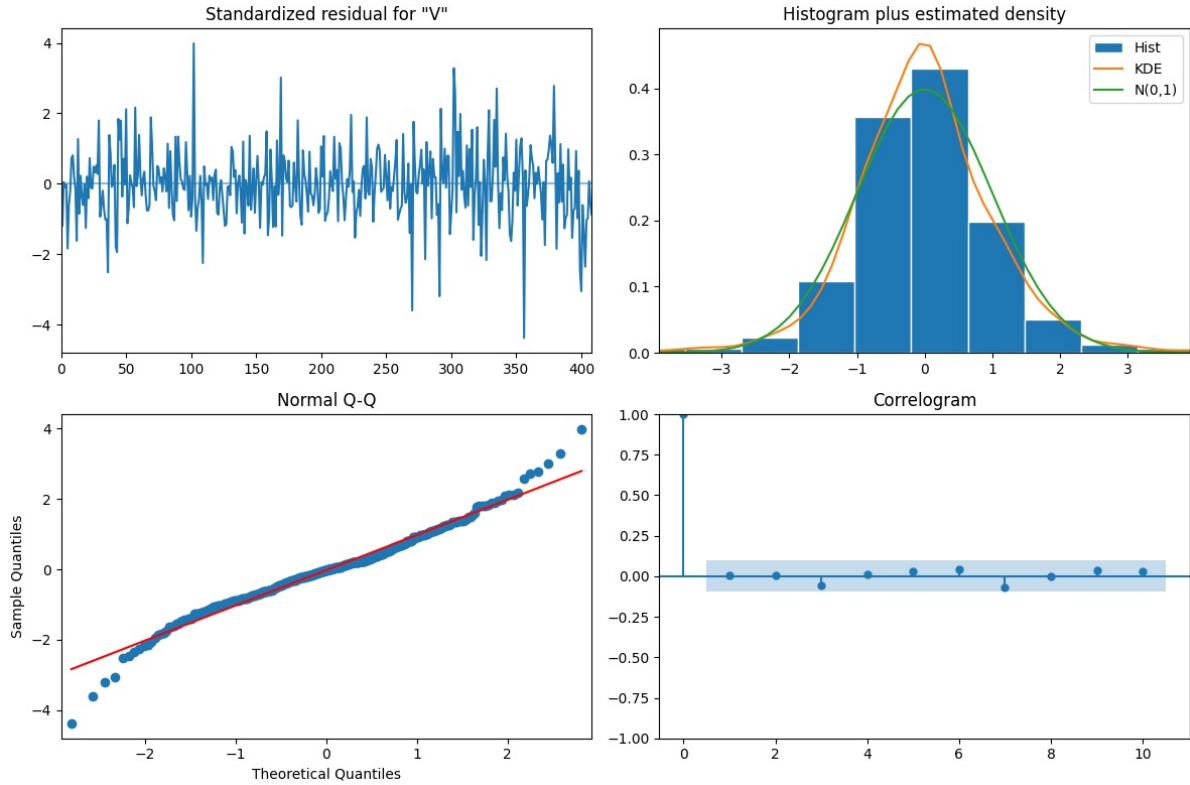 Standardized residual for "V"
4
2
0
−2
−4
0 50 100 150 200 250 300 350 400
Histogram plus estimated density
Hist
KDE
N(0,1)
0.4
0.3
0.2
0.1
0.0
−3 −2 −1 0 1 2 3
Normal Q-Q
4
2
0
−2
−4
Sample Quantiles
−2 −1 0 1 2
Theoretical Quantiles
Correlogram
1.00
0.75
0.50
0.25
0.00
−0.25
−0.50
−0.75
−1.00
0 2 4 6 8 10